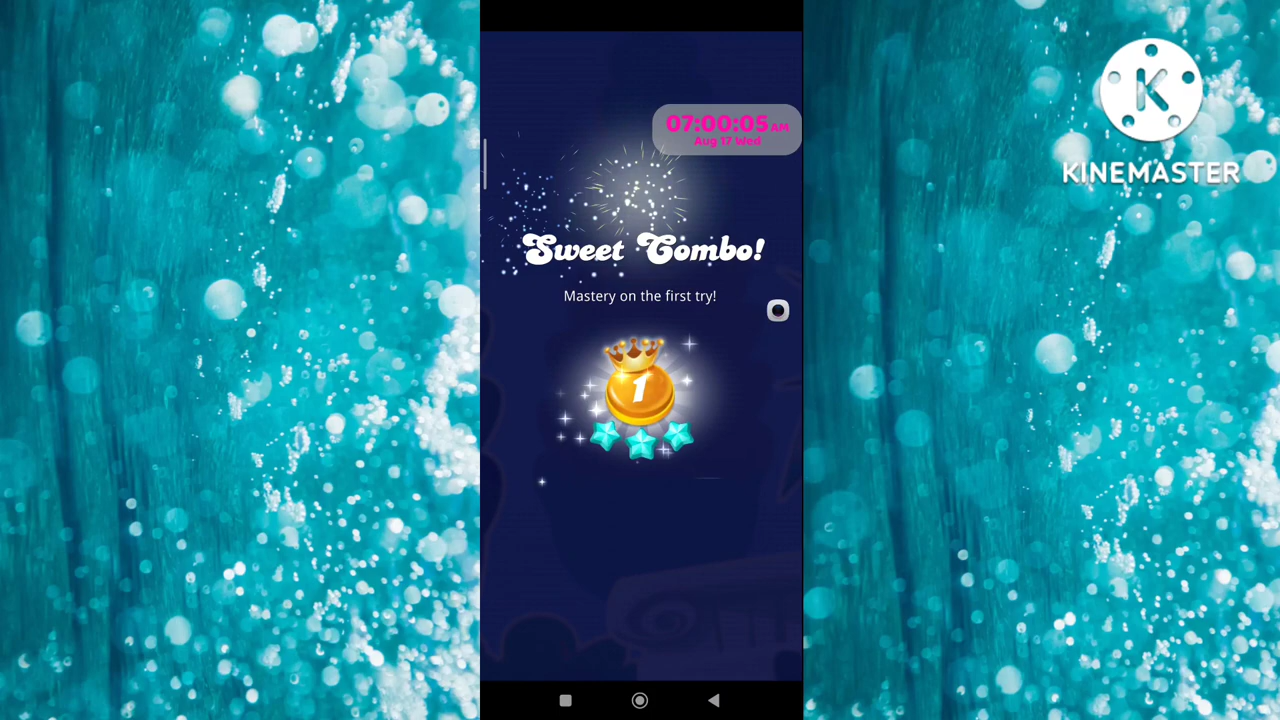 07:00:05 AM
Aug 17 Wed
Sweet Combo!
Mastery on the first try!
1
K
KINEMASTER